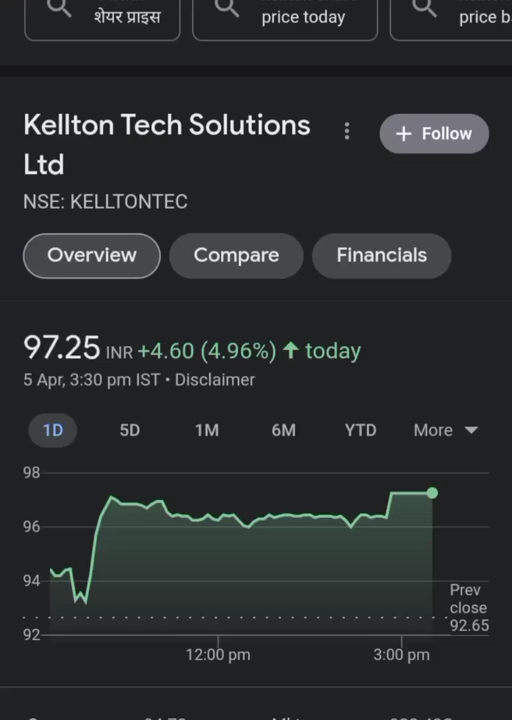 शेयर प्राइस
price today
price b
Kellton Tech Solutions
Ltd
Follow
NSE: KELLTONTEC
Overview
Compare
Financials
97.25 INR +4.60 (4.96%) ↑ today
5 Apr, 3:30 pm IST • Disclaimer
1D 5D 1M 6M YTD More
98
96
94
92
Prev
close
92.65
12:00 pm 3:00 pm